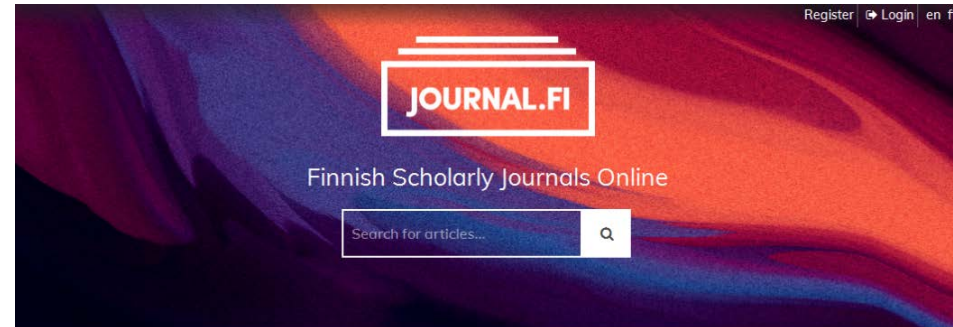 Register Login en f
JOURNAL.FI
Finnish Scholarly Journals Online
Search for articles...